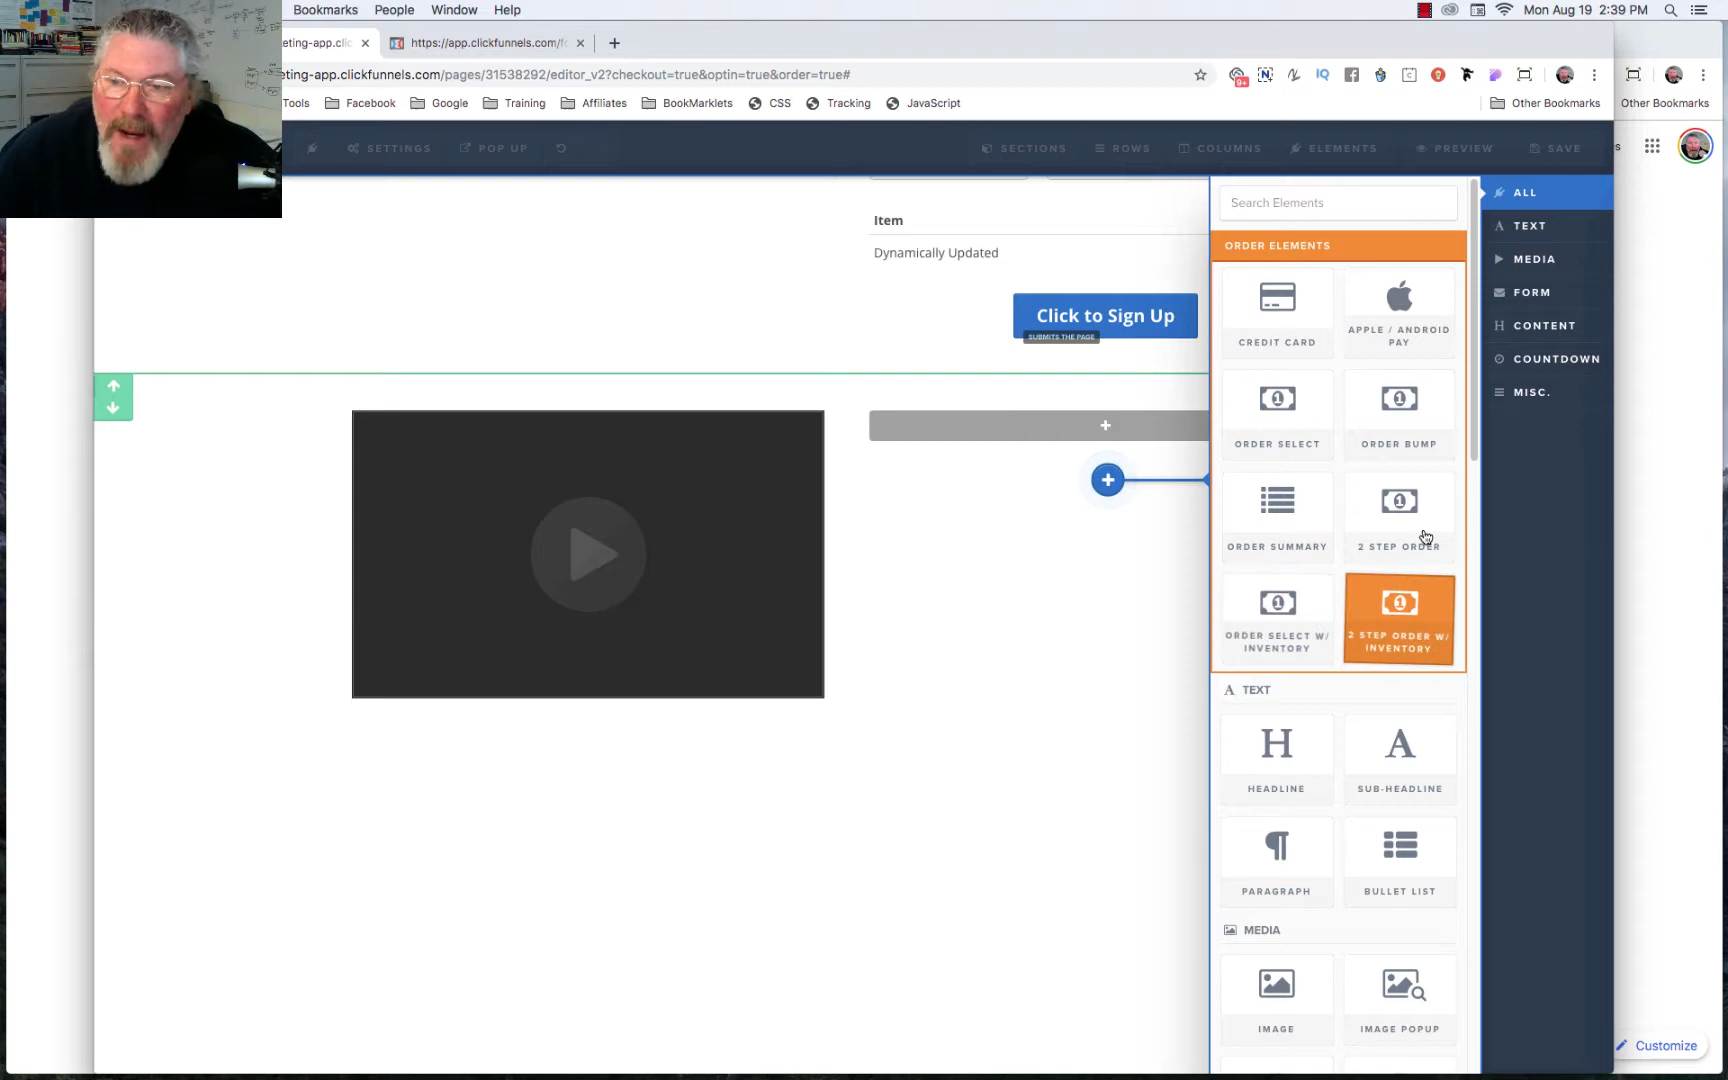 Bookmarks People Window Help
Mon Aug 19 2:39 PM
https://app.clickfunnels.com/
eting-app.clickfunnels.com/pages/31538292/editor_v2?checkout=true&optin=true&order=true#
9+
IQ
Tools Facebook Google Training Affiliates BookMarklets CSS Tracking JavaScript Other Bookmarks Other Bookmarks
SETTINGS POP UP SECTIONS ROWS COLUMNS ELEMENTS PREVIEW SAVE
Item
Dynamically Updated
Click to Sign Up
SUBMITS THE PAGE
Search Elements
ORDER ELEMENTS
CREDIT CARD
APPLE / ANDROID
PAY
ORDER SELECT
ORDER BUMP
ORDER SUMMARY
2 STEP ORDER
ORDER SELECT W/
INVENTORY
2 STEP ORDER W/
INVENTORY
TEXT
HEADLINE
SUB-HEADLINE
PARAGRAPH
BULLET LIST
MEDIA
IMAGE
IMAGE POPUP
ALL
TEXT
MEDIA
FORM
CONTENT
COUNTDOWN
MISC.
Customize